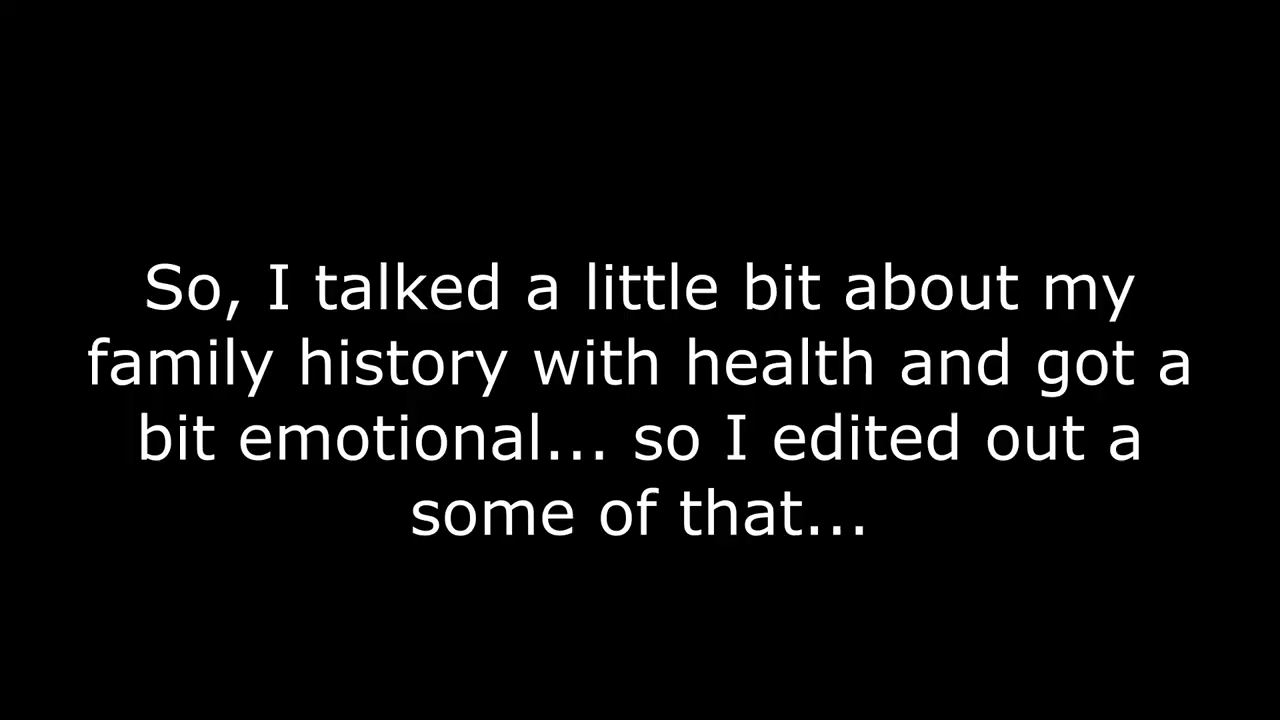 So, I talked a little bit about my
family history with health and got a
bit emotional... so I edited out a
some of that...